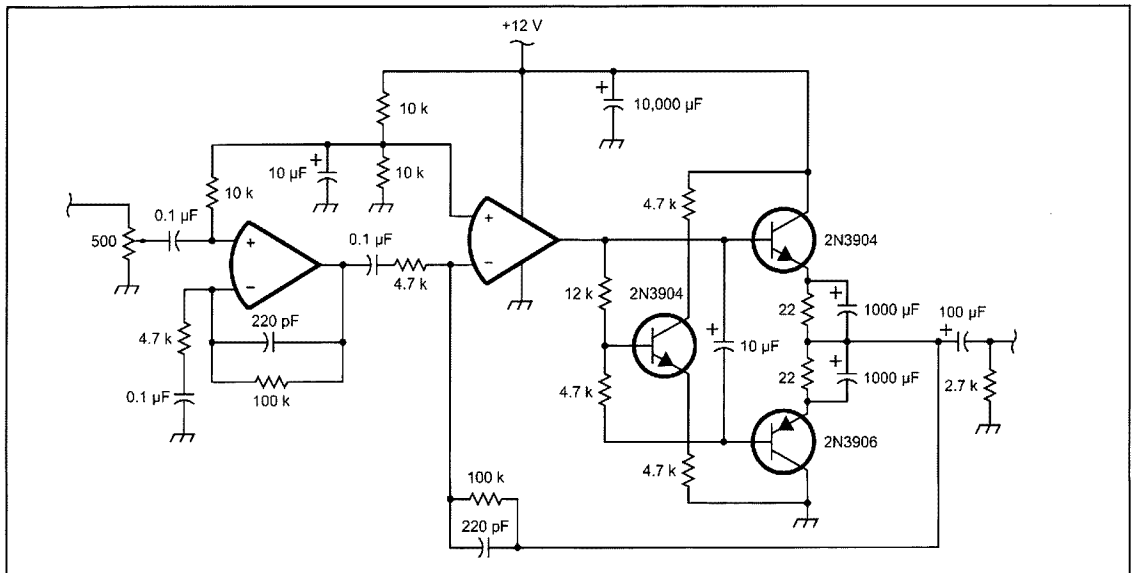 +12 V
10 k
+
10,000 µF
+
10 µF
10 k
10 k
4.7 k
0.1 µF
500
+
−
0.1 µF
4.7 k
+
−
2N3904
12 k
2N3904
22
+
1000 µF
+
100 µF
220 pF
4.7 k
+
10 µF
4.7 k
22
+
1000 µF
2.7 k
0.1 µF
100 k
2N3906
4.7 k
100 k
220 pF